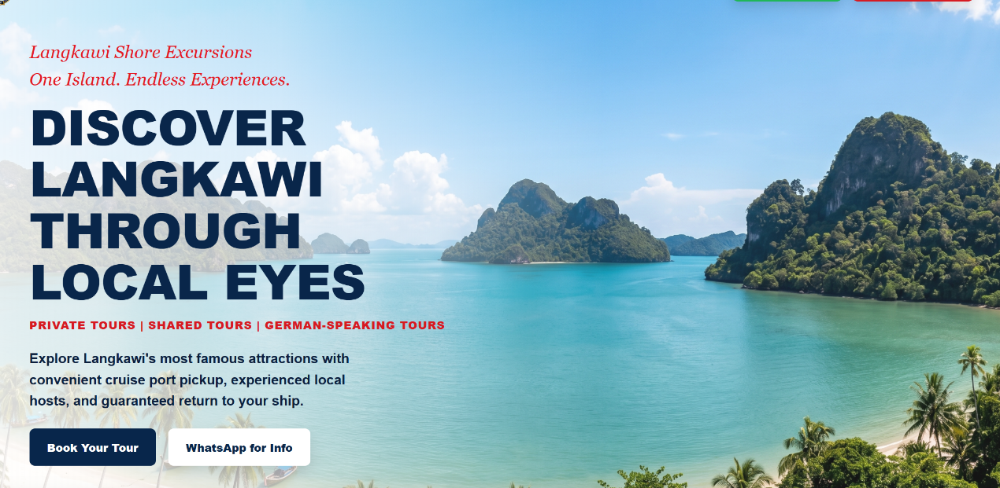 Langkawi Shore Excursions
One Island. Endless Experiences.
DISCOVER
LANGKAWI
THROUGH
LOCAL EYES
PRIVATE TOURS | SHARED TOURS | GERMAN-SPEAKING TOURS
Explore Langkawi's most famous attractions with
convenient cruise port pickup, experienced local
hosts, and guaranteed return to your ship.
Book Your Tour
WhatsApp for Info